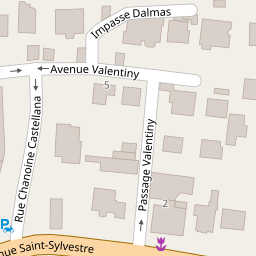 Impasse Dalmas
Avenue Valentiny
5
Rue Chanoine Castellana
Passage Valentiny
2
P
nue Saint-Sylvestre